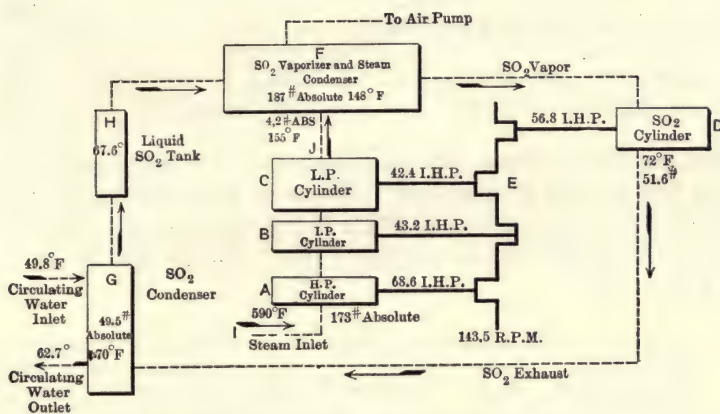 To Air Pump
F
SO2 Vaporizer and Steam
Condenser
187# Absolute 148°F
SO2 Vapor
H
67.6°
Liquid
SO2 Tank
4,2 # ABS
155°F
J
56.8 I.H.P.
SO2
Cylinder
D
72°F
51.6#
C
L.P.
Cylinder
42.4 I.H.P.
E
B
I.P.
Cylinder
43.2 I.H.P.
A
H.P.
Cylinder
68.6 I.H.P.
49.8°F
Circulating
Water
Inlet
G
SO2
Condenser
49.5#
Absolute
70°F
590°F
173# Absolute
Steam Inlet
143.5 R.P.M.
62.7°
Circulating
Water
Outlet
SO2 Exhaust